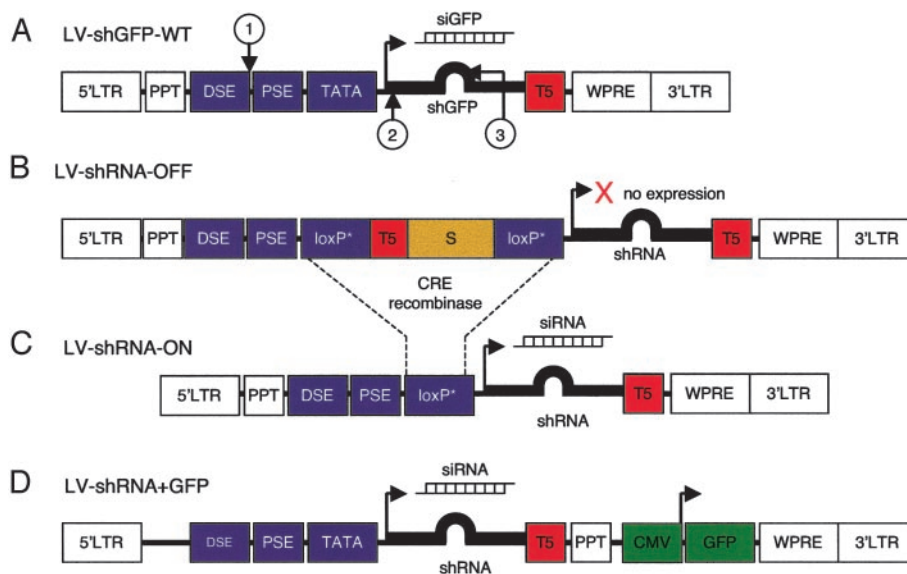 A LV-shGFP-WT
siGFP
1
5'LTR PPT DSE PSE TATA shGFP T5 WPRE 3'LTR
2 3
B LV-shRNA-OFF
X no expression
5'LTR PPT DSE PSE loxP* T5 S loxP* shRNA T5 WPRE 3'LTR
CRE
recombinase
C LV-shRNA-ON
siRNA
5'LTR PPT DSE PSE loxP* shRNA T5 WPRE 3'LTR
D LV-shRNA+GFP
siRNA
5'LTR DSE PSE TATA shRNA T5 PPT CMV GFP WPRE 3'LTR